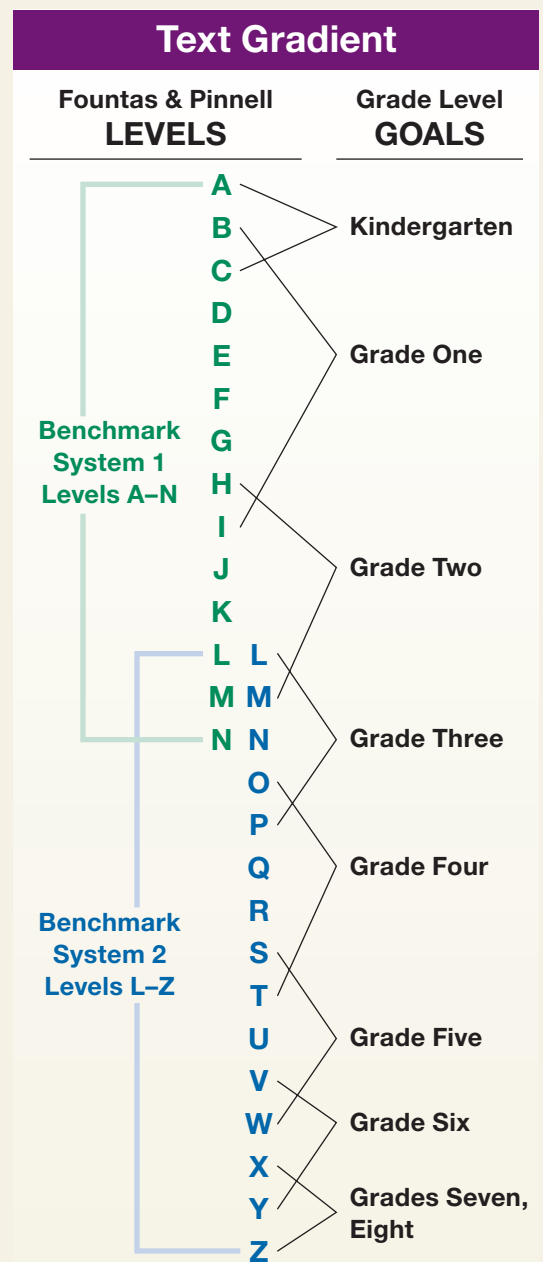 Text Gradient
Fountas & Pinnell
LEVELS
Grade Level
GOALS
A
B
Kindergarten
C
D
E
Grade One
F
G
Benchmark
System 1
Levels A–N
H
I
J
Grade Two
K
L L
M M
N N
Grade Three
O
P
Q
Grade Four
R
Benchmark
System 2
Levels L–Z
S
T
U
Grade Five
V
W
Grade Six
X
Y
Grades Seven,
Eight
Z